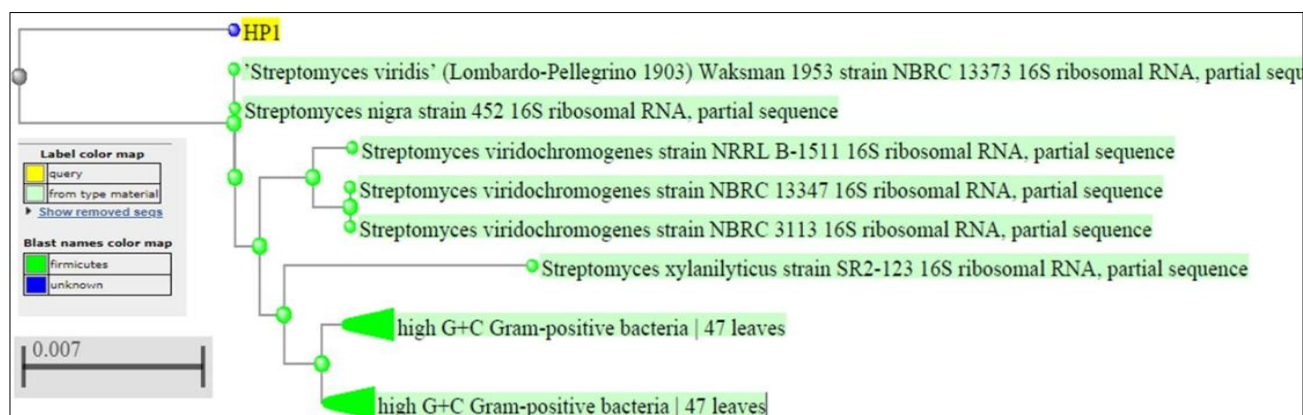 HP1
'Streptomyces viridis' (Lombardo-Pellegrino 1903) Waksman 1953 strain NBRC 13373 16S ribosomal RNA, partial sequ
Streptomyces nigra strain 452 16S ribosomal RNA, partial sequence
Streptomyces viridochromogenes strain NRRL B-1511 16S ribosomal RNA, partial sequence
Streptomyces viridochromogenes strain NBRC 13347 16S ribosomal RNA, partial sequence
Streptomyces viridochromogenes strain NBRC 3113 16S ribosomal RNA, partial sequence
Streptomyces xylanilyticus strain SR2-123 16S ribosomal RNA, partial sequence
high G+C Gram-positive bacteria | 47 leaves
high G+C Gram-positive bacteria | 47 leaves
Label color map
query
from type material
Show removed seqs
Blast names color map
firmicutes
unknown
0.007